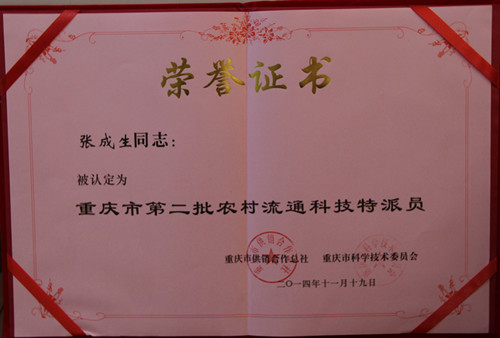 荣誉证书
张成生同志：
被认定为
重庆市第二批农村流通科技特派员
重庆市供销合作总社 重庆市科学技术委员会
二〇一四年十一月十九日